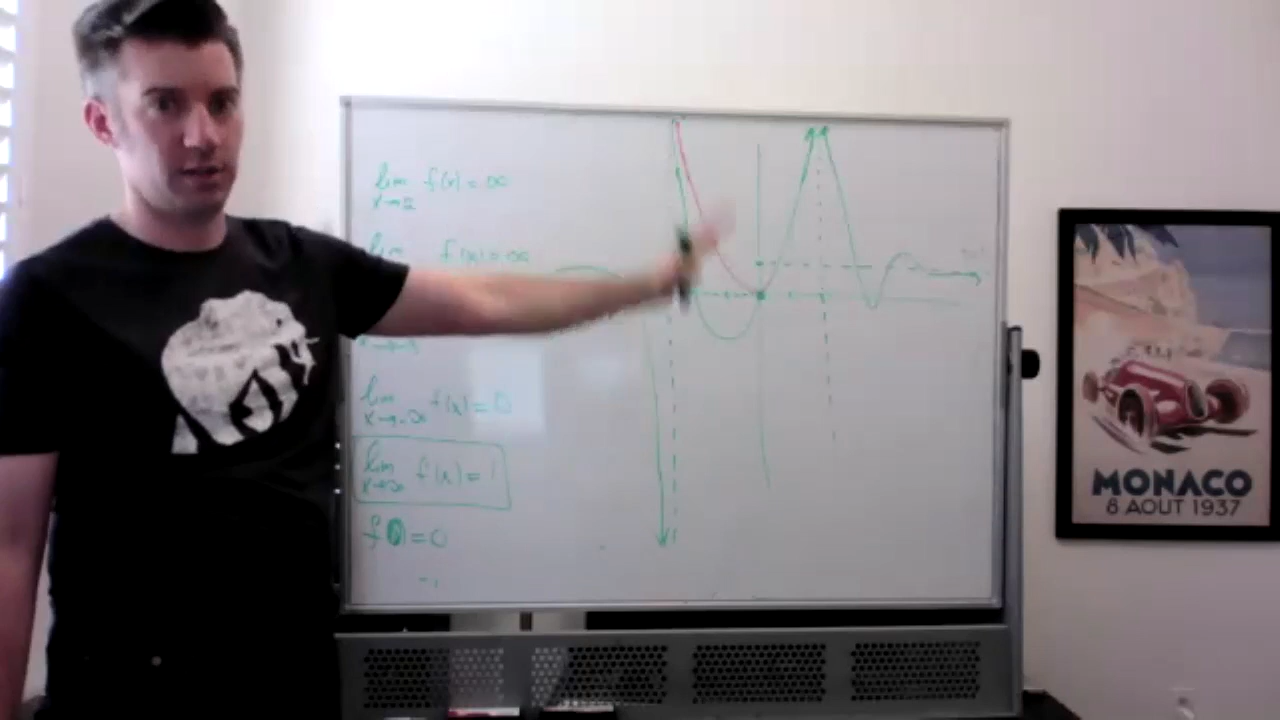 lim f(x) = ∞
x→2
lim f(x) = ∞
lim f(x) = 0
x→-∞
lim f(x) = 1
x→∞
f(0) = 0
MONACO
8 AOUT 1937